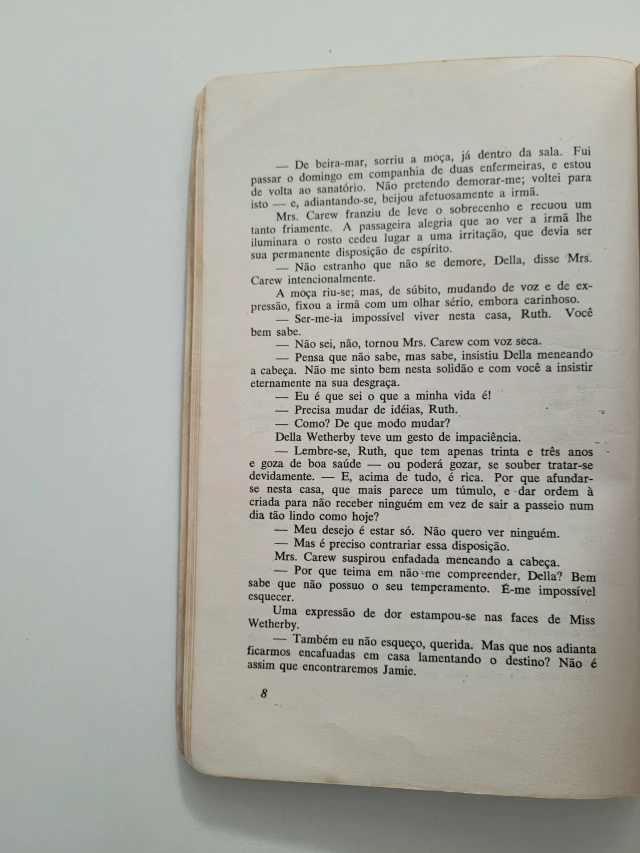 — De beira-mar, sorriu a moça, já dentro da sala. Fui
passar o domingo em companhia de duas enfermeiras, e estou
de volta ao sanatório. Não pretendo demorar-me; voltei para
isto — e, adiantando-se, beijou afetuosamente a irmã.
Mrs. Carew franziu de leve o sobrecenho e recuou um
tanto friamente. A passageira alegria que ao ver a irmã lhe
iluminara o rosto cedeu lugar a uma irritação, que devia ser
sua permanente disposição de espírito.
— Não estranho que não se demore, Della, disse Mrs.
Carew intencionalmente.
A moça riu-se; mas, de súbito, mudando de voz e de ex-
pressão, fixou a irmã com um olhar sério, embora carinhoso.
— Ser-me-ia impossível viver nesta casa, Ruth. Você
bem sabe.
— Não sei, não, tornou Mrs. Carew com voz seca.
— Pensa que não sabe, mas sabe, insistiu Della meneando
a cabeça. Não me sinto bem nesta solidão e com você a insistir
eternamente na sua desgraça.
— Eu é que sei o que a minha vida é!
— Precisa mudar de idéias, Ruth.
— Como? De que modo mudar?
Della Wetherby teve um gesto de impaciência.
— Lembre-se, Ruth, que tem apenas trinta e três anos
e goza de boa saúde — ou poderá gozar, se souber tratar-se
devidamente. — E, acima de tudo, é rica. Por que afundar-
se nesta casa, que mais parece um túmulo, e dar ordem à
criada para não receber ninguém em vez de sair a passeio num
dia tão lindo como hoje?
— Meu desejo é estar só. Não quero ver ninguém.
— Mas é preciso contrariar essa disposição.
Mrs. Carew suspirou enfadada meneando a cabeça.
— Por que teima em não me compreender, Della? Bem
sabe que não possuo o seu temperamento. É-me impossível
esquecer.
Uma expressão de dor estampou-se nas faces de Miss
Wetherby.
— Também eu não esqueço, querida. Mas que nos adianta
ficarmos encafuadas em casa lamentando o destino? Não é
assim que encontraremos Jamie.
8